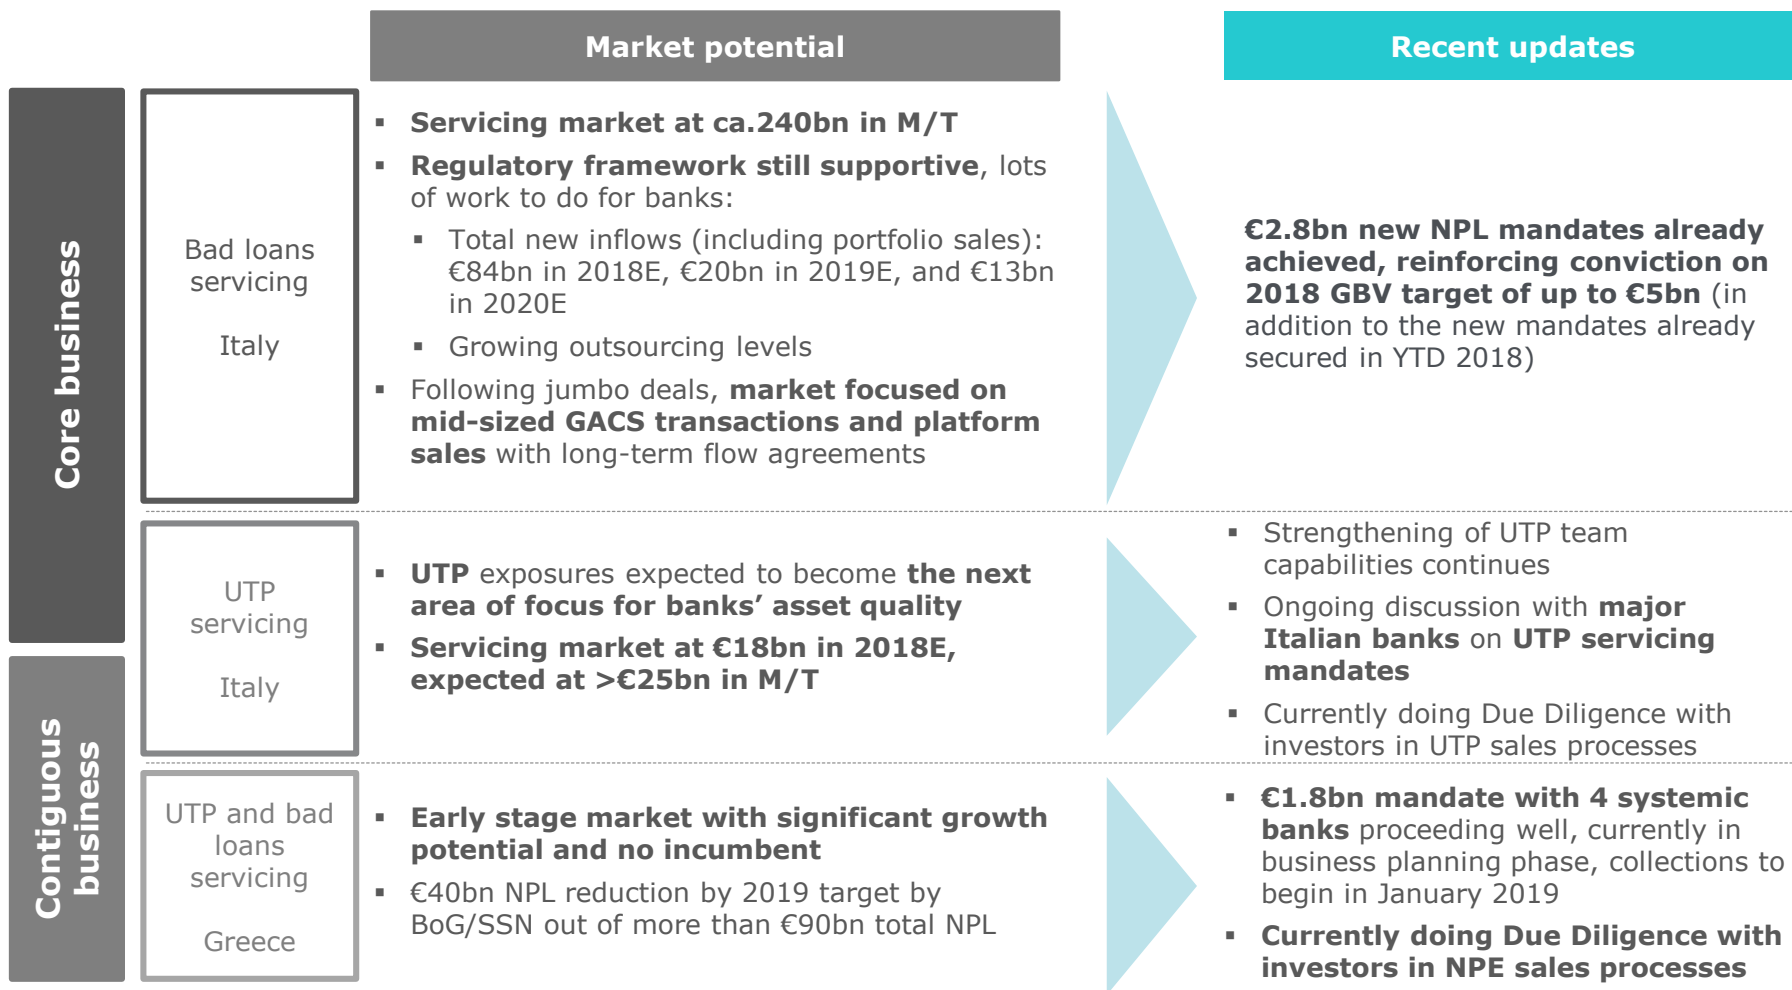 Market potential
Recent updates
Core business
Bad loans
servicing
Italy
▪ Servicing market at ca.240bn in M/T
▪ Regulatory framework still supportive, lots
of work to do for banks:
▪ Total new inflows (including portfolio sales):
€84bn in 2018E, €20bn in 2019E, and €13bn
in 2020E
▪ Growing outsourcing levels
▪ Following jumbo deals, market focused on
mid-sized GACS transactions and platform
sales with long-term flow agreements
€2.8bn new NPL mandates already
achieved, reinforcing conviction on
2018 GBV target of up to €5bn (in
addition to the new mandates already
secured in YTD 2018)
UTP
servicing
Italy
▪ UTP exposures expected to become the next
area of focus for banks’ asset quality
▪ Servicing market at €18bn in 2018E,
expected at >€25bn in M/T
▪ Strengthening of UTP team
capabilities continues
▪ Ongoing discussion with major
Italian banks on UTP servicing
mandates
▪ Currently doing Due Diligence with
investors in UTP sales processes
Contiguous
business
UTP and bad
loans
servicing
Greece
▪ Early stage market with significant growth
potential and no incumbent
▪ €40bn NPL reduction by 2019 target by
BoG/SSN out of more than €90bn total NPL
▪ €1.8bn mandate with 4 systemic
banks proceeding well, currently in
business planning phase, collections to
begin in January 2019
▪ Currently doing Due Diligence with
investors in NPE sales processes